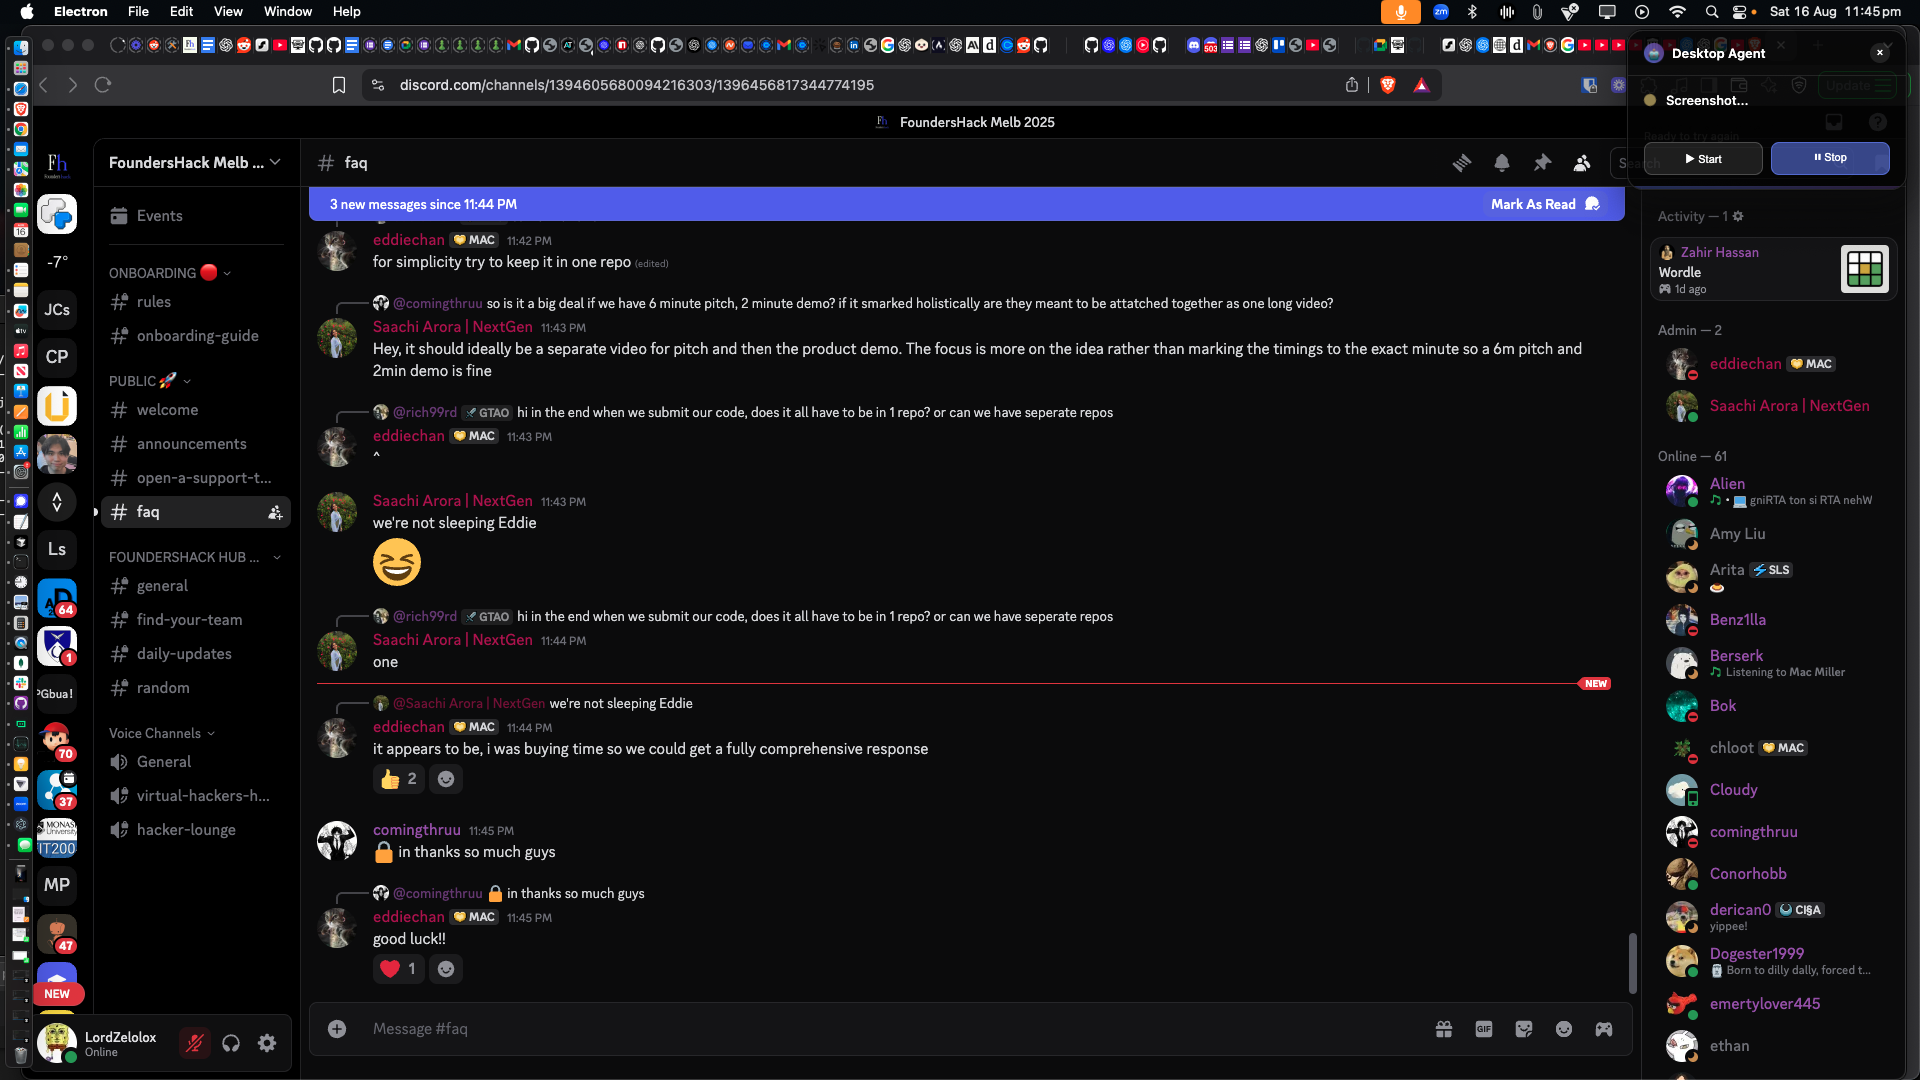 Electron File Edit View Window Help
Sat 16 Aug 11:45 pm
discord.com/channels/1394605680094216303/1396456817344774195
Desktop Agent
Screenshot...
Ready to try again
Start
Stop
Update
FoundersHack Melb 2025
FoundersHack Melb ...
Events
ONBOARDING
rules
onboarding-guide
PUBLIC
welcome
announcements
open-a-support-t...
faq
FOUNDERSHACK HUB ...
general
find-your-team
daily-updates
random
Voice Channels
General
virtual-hackers-h...
hacker-lounge
-7°
JCs
CP
Ls
64
1
PGbua!
70
37
MONASH
University
IT200
MP
47
NEW
LordZelolox
Online
faq
Search
3 new messages since 11:44 PM
Mark As Read
eddiechan MAC 11:42 PM
for simplicity try to keep it in one repo (edited)
@comingthruu so is it a big deal if we have 6 minute pitch, 2 minute demo? if it smarked holistically are they meant to be attatched together as one long video?
Saachi Arora | NextGen 11:43 PM
Hey, it should ideally be a separate video for pitch and then the product demo. The focus is more on the idea rather than marking the timings to the exact minute so a 6m pitch and
2min demo is fine
@rich99rd GTAO hi in the end when we submit our code, does it all have to be in 1 repo? or can we have seperate repos
eddiechan MAC 11:43 PM
^
Saachi Arora | NextGen 11:43 PM
we're not sleeping Eddie
@rich99rd GTAO hi in the end when we submit our code, does it all have to be in 1 repo? or can we have seperate repos
Saachi Arora | NextGen 11:44 PM
one
NEW
@Saachi Arora | NextGen we're not sleeping Eddie
eddiechan MAC 11:44 PM
it appears to be, i was buying time so we could get a fully comprehensive response
2
comingthruu 11:45 PM
in thanks so much guys
@comingthruu in thanks so much guys
eddiechan MAC 11:45 PM
good luck!!
1
Message #faq
GIF
Activity — 1
Zahir Hassan
Wordle
1d ago
Admin — 2
eddiechan MAC
Saachi Arora | NextGen
Online — 61
Alien
gniRTA ton si RTA nehW
Amy Liu
Arita SLS
Benz1lla
Berserk
Listening to Mac Miller
Bok
chloot MAC
Cloudy
comingthruu
Conorhobb
derican0 CI§A
yippee!
Dogester1999
Born to dilly dally, forced t...
emertylover445
ethan